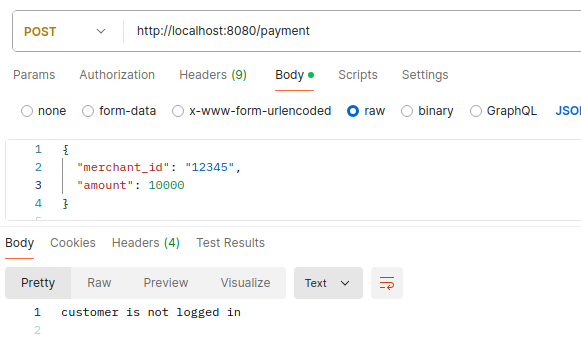 POST http://localhost:8080/payment
Params Authorization Headers (9) Body Scripts Settings
none form-data x-www-form-urlencoded raw binary GraphQL JSO
1 {
2 "merchant_id": "12345",
3 "amount": 10000
4 }
Body Cookies Headers (4) Test Results
Pretty Raw Preview Visualize Text
1 customer is not logged in
2